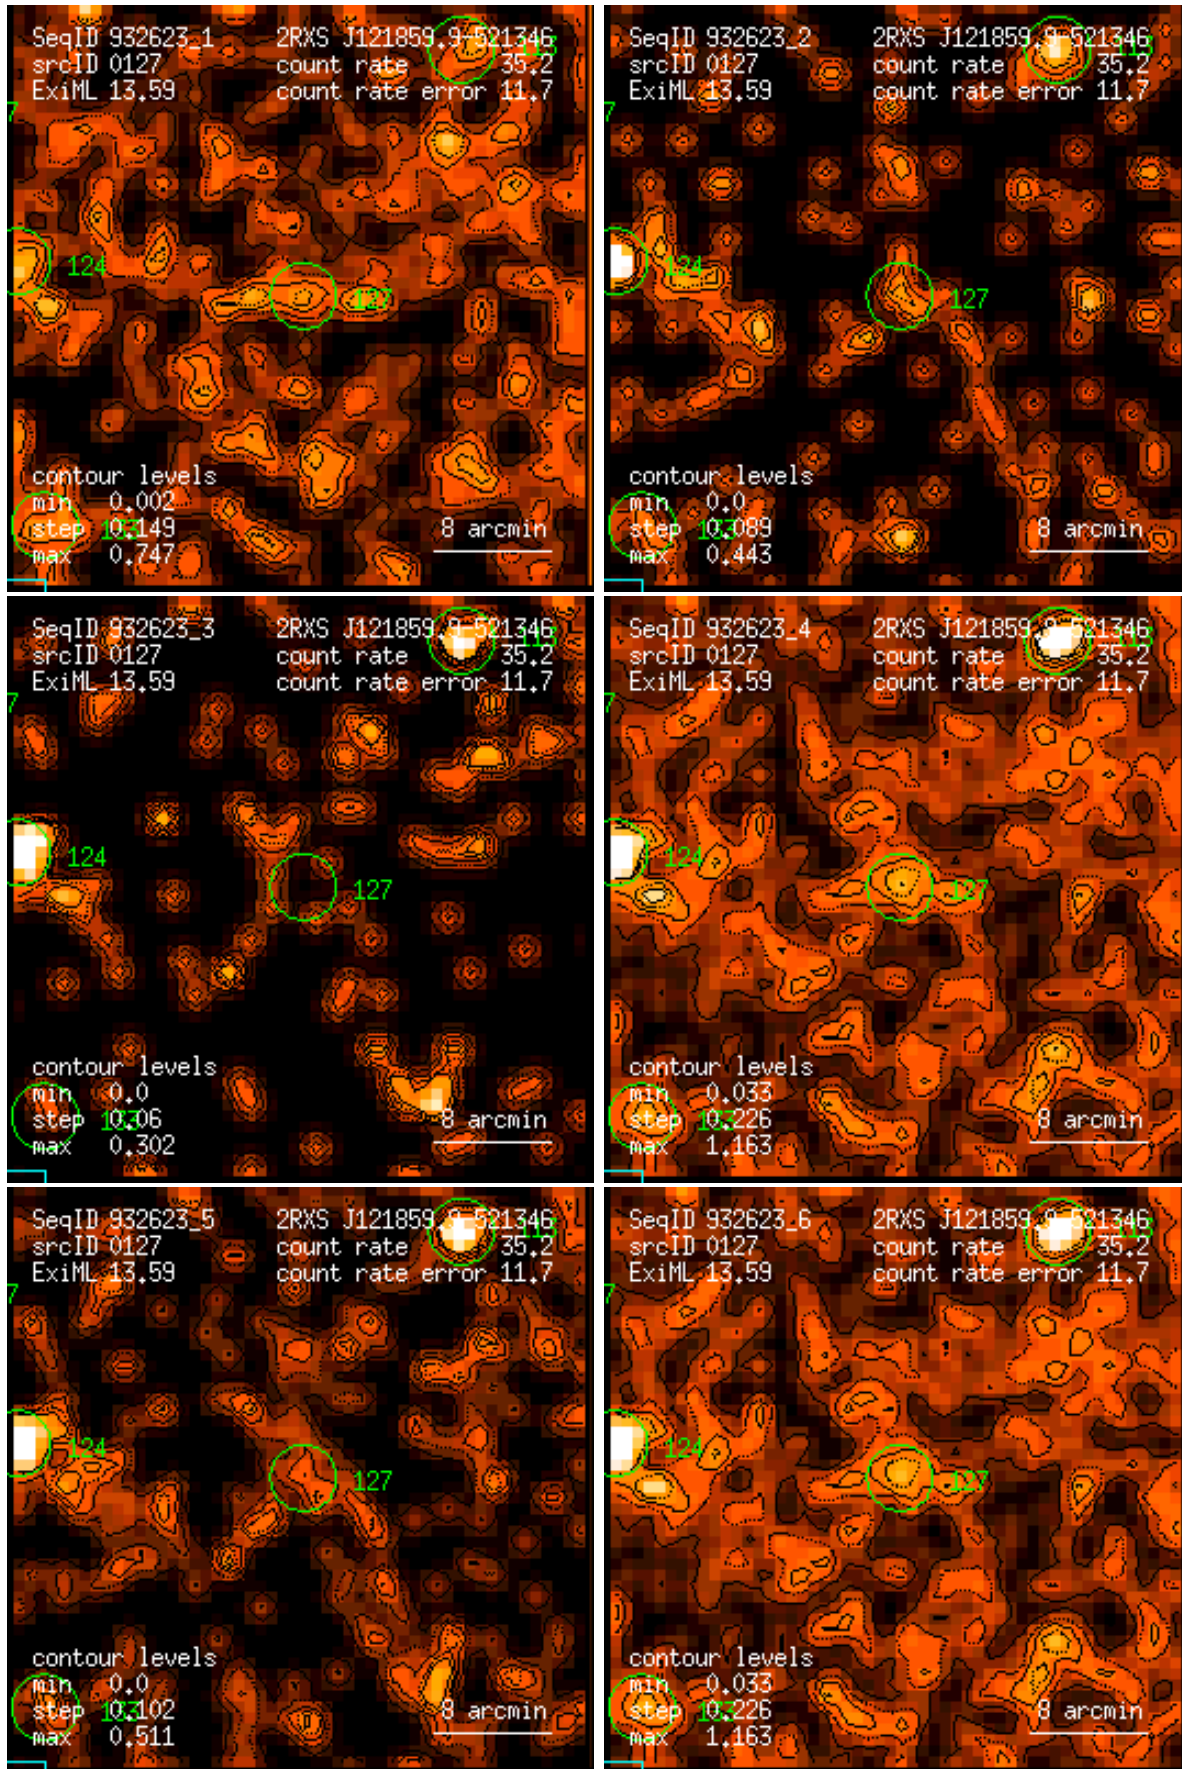 SeqID 932623_1 2RXS J121859.9-521346
srcID 0127 count rate 35.2
ExiML 13.59 count rate error 11.7
7
124
127
contour levels
min 0.002
step 0.149
max 0.747
8 arcmin
SeqID 932623_2 2RXS J121859.9-521346
srcID 0127 count rate 35.2
ExiML 13.59 count rate error 11.7
7
124
127
contour levels
min 0.0
step 0.089
max 0.443
8 arcmin
SeqID 932623_3 2RXS J121859.9-521346
srcID 0127 count rate 35.2
ExiML 13.59 count rate error 11.7
7
124
127
contour levels
min 0.0
step 0.06
max 0.302
8 arcmin
SeqID 932623_4 2RXS J121859.9-521346
srcID 0127 count rate 35.2
ExiML 13.59 count rate error 11.7
7
124
127
contour levels
min 0.033
step 0.226
max 1.163
8 arcmin
SeqID 932623_5 2RXS J121859.9-521346
srcID 0127 count rate 35.2
ExiML 13.59 count rate error 11.7
7
124
127
contour levels
min 0.0
step 0.102
max 0.511
8 arcmin
SeqID 932623_6 2RXS J121859.9-521346
srcID 0127 count rate 35.2
ExiML 13.59 count rate error 11.7
7
124
127
contour levels
min 0.033
step 0.226
max 1.163
8 arcmin